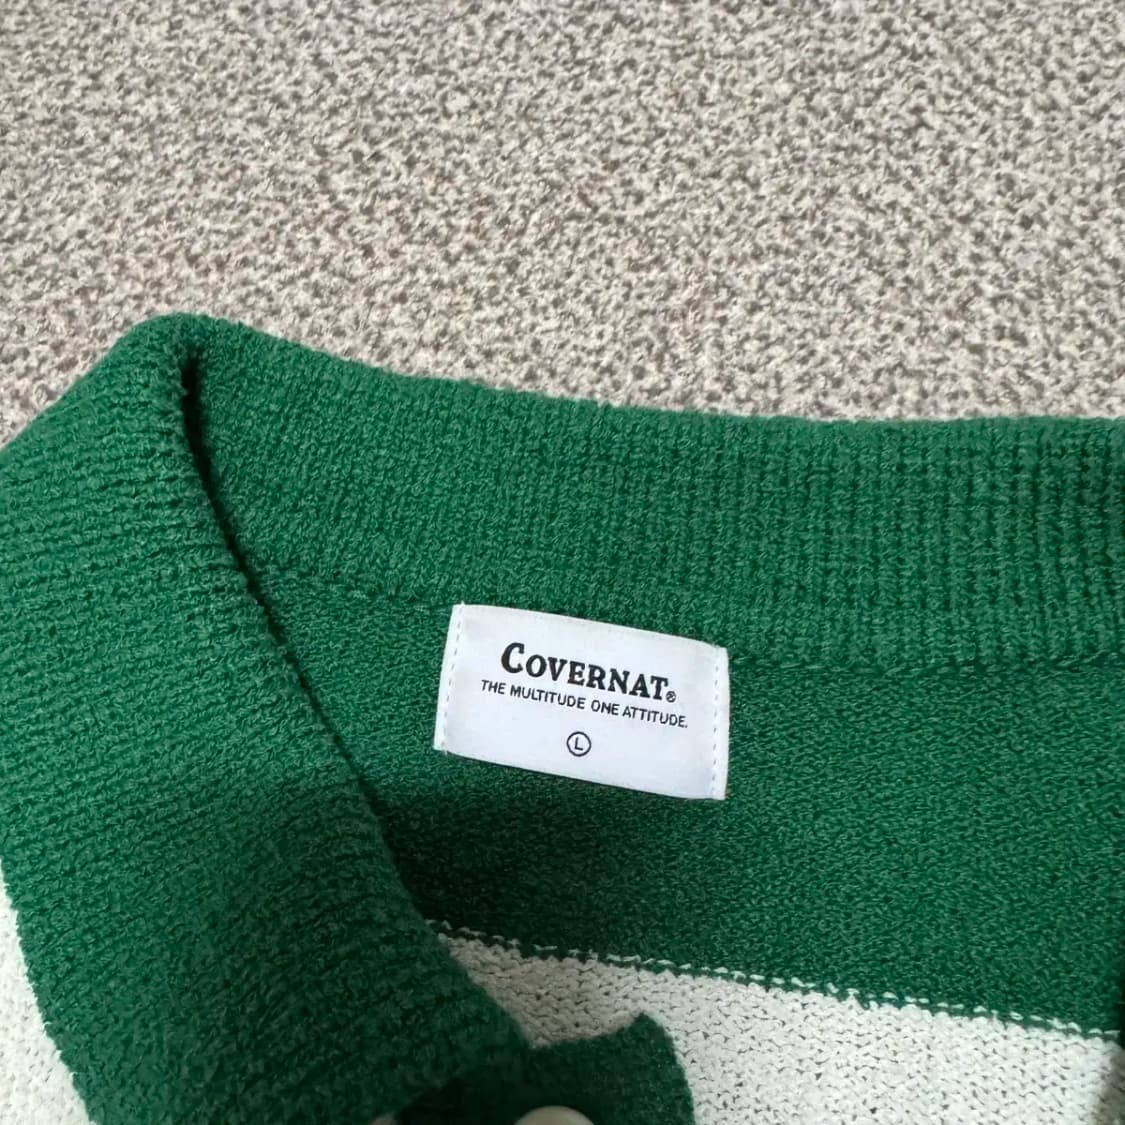 COVERNAT®
THE MULTITUDE ONE ATTITUDE.
L